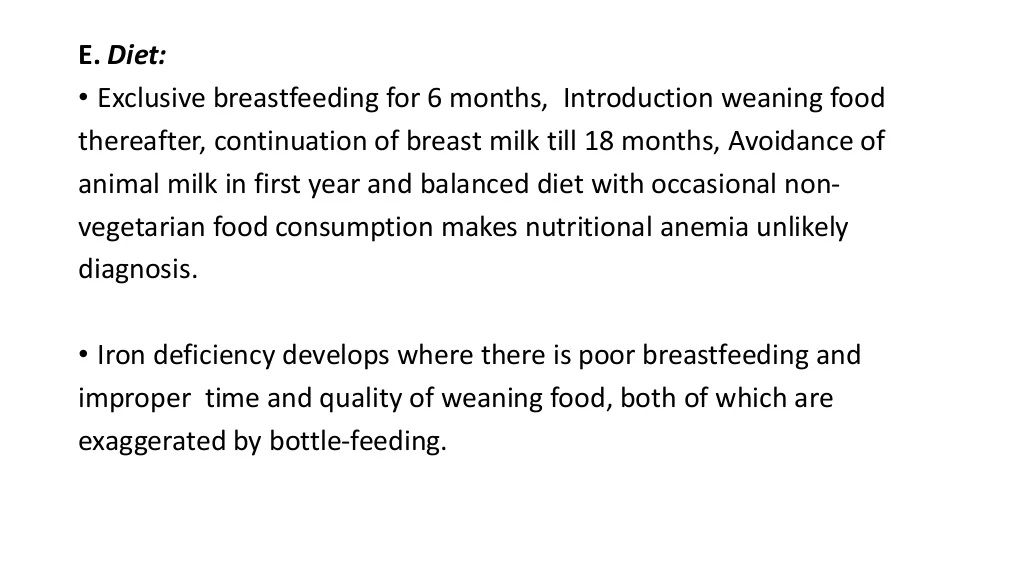 E. Diet:
• Exclusive breastfeeding for 6 months,  Introduction weaning food
thereafter, continuation of breast milk till 18 months, Avoidance of
animal milk in first year and balanced diet with occasional non-
vegetarian food consumption makes nutritional anemia unlikely
diagnosis.
• Iron deficiency develops where there is poor breastfeeding and
improper  time and quality of weaning food, both of which are
exaggerated by bottle-feeding.